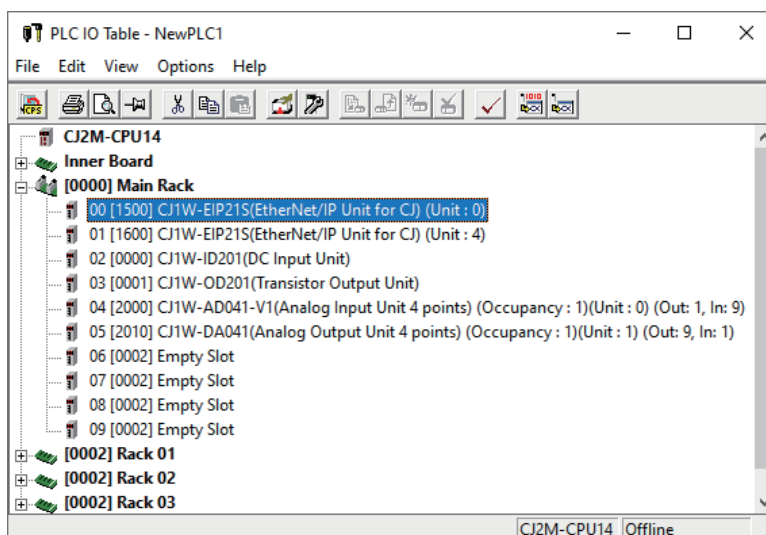 PLC IO Table - NewPLC1
File Edit View Options Help
NCPS
1010
CJ2M-CPU14
Inner Board
[0000] Main Rack
00 [1500] CJ1W-EIP21S(EtherNet/IP Unit for CJ) (Unit : 0)
01 [1600] CJ1W-EIP21S(EtherNet/IP Unit for CJ) (Unit : 4)
02 [0000] CJ1W-ID201(DC Input Unit)
03 [0001] CJ1W-OD201(Transistor Output Unit)
04 [2000] CJ1W-AD041-V1(Analog Input Unit 4 points) (Occupancy : 1)(Unit : 0) (Out: 1, In: 9)
05 [2010] CJ1W-DA041(Analog Output Unit 4 points) (Occupancy : 1)(Unit : 1) (Out: 9, In: 1)
06 [0002] Empty Slot
07 [0002] Empty Slot
08 [0002] Empty Slot
09 [0002] Empty Slot
[0002] Rack 01
[0002] Rack 02
[0002] Rack 03
CJ2M-CPU14 Offline